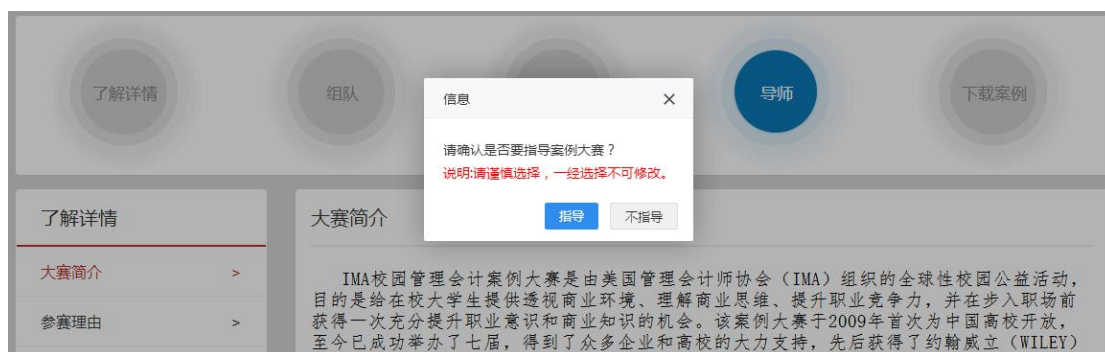 了解详情
组队
导师
下载案例
信息
请确认是否要指导案例大赛？
说明:请谨慎选择，一经选择不可修改。
指导
不指导
了解详情
大赛简介
>
参赛理由
>
大赛简介
IMA校园管理会计案例大赛是由美国管理会计师协会（IMA）组织的全球性校园公益活动，
目的是给在校大学生提供透视商业环境、理解商业思维、提升职业竞争力，并在步入职场前
获得一次充分提升职业意识和商业知识的机会。该案例大赛于2009年首次为中国高校开放，
至今已成功举办了七届，得到了众多企业和高校的大力支持，先后获得了约翰威立（WILEY）